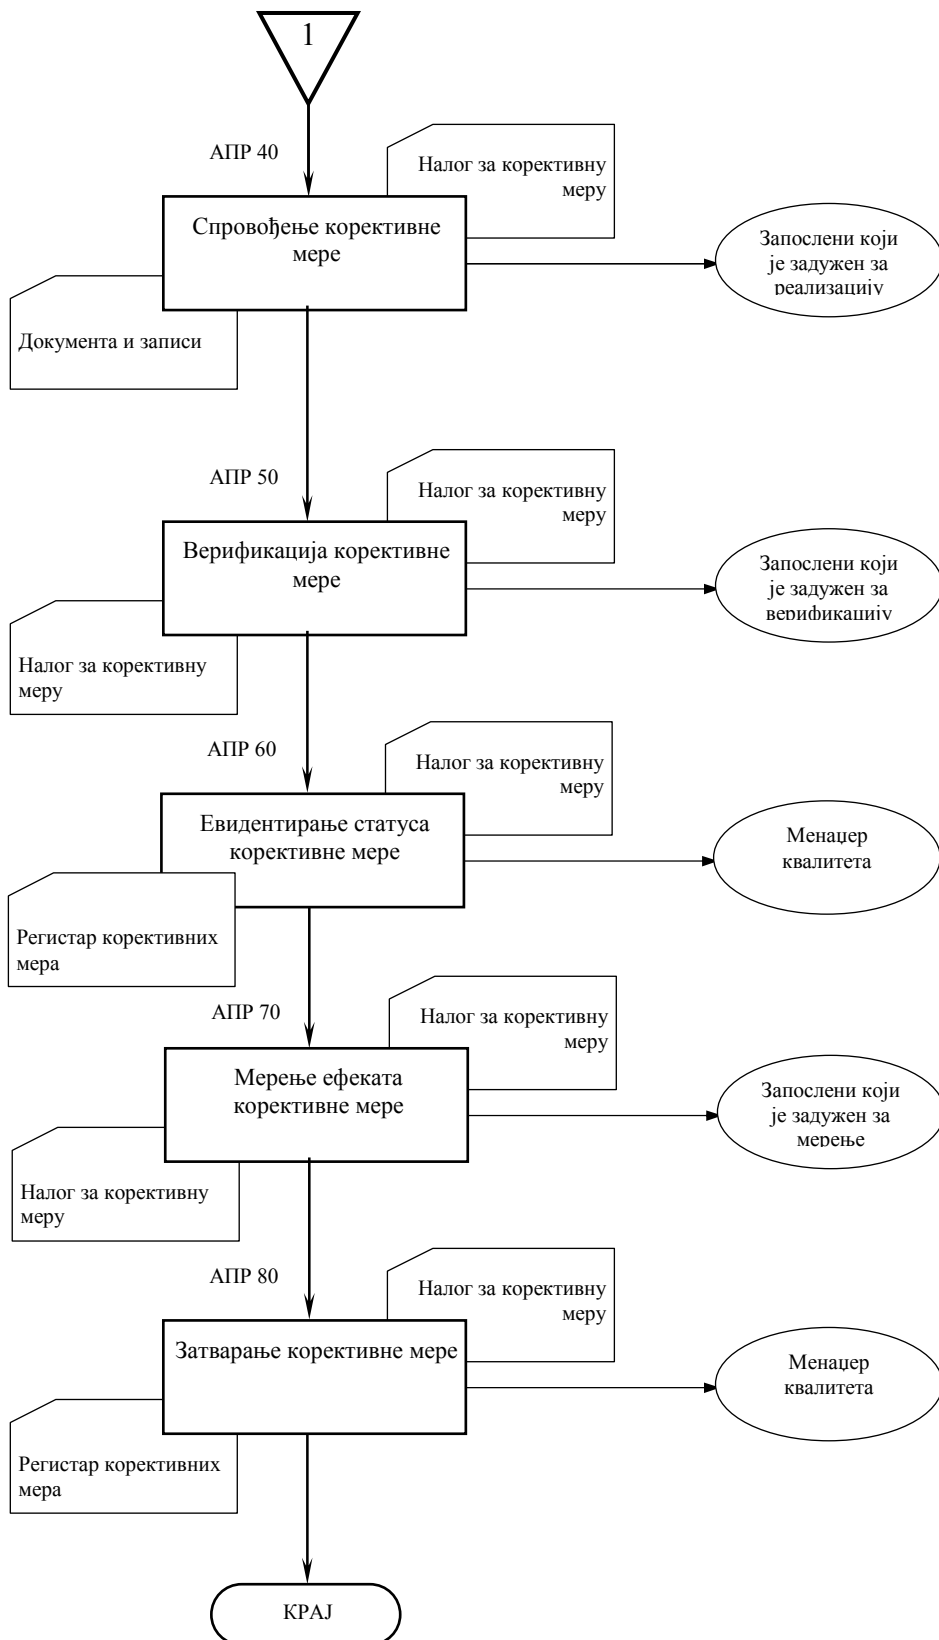 1
АПР 40
Налог за корективну
меру
Спровођење корективне
мере
Запослени који
је задужен за
реализацију
Документа и записи
АПР 50
Налог за корективну
меру
Верификација корективне
мере
Запослени који
је задужен за
верификацију
Налог за корективну
меру
АПР 60
Налог за корективну
меру
Евидентирање статуса
корективне мере
Менаџер
квалитета
Регистар корективних
мера
АПР 70
Налог за корективну
меру
Мерење ефеката
корективне мере
Запослени који
је задужен за
мерење
Налог за корективну
меру
АПР 80
Налог за корективну
меру
Затварање корективне мере
Менаџер
квалитета
Регистар корективних
мера
КРАЈ